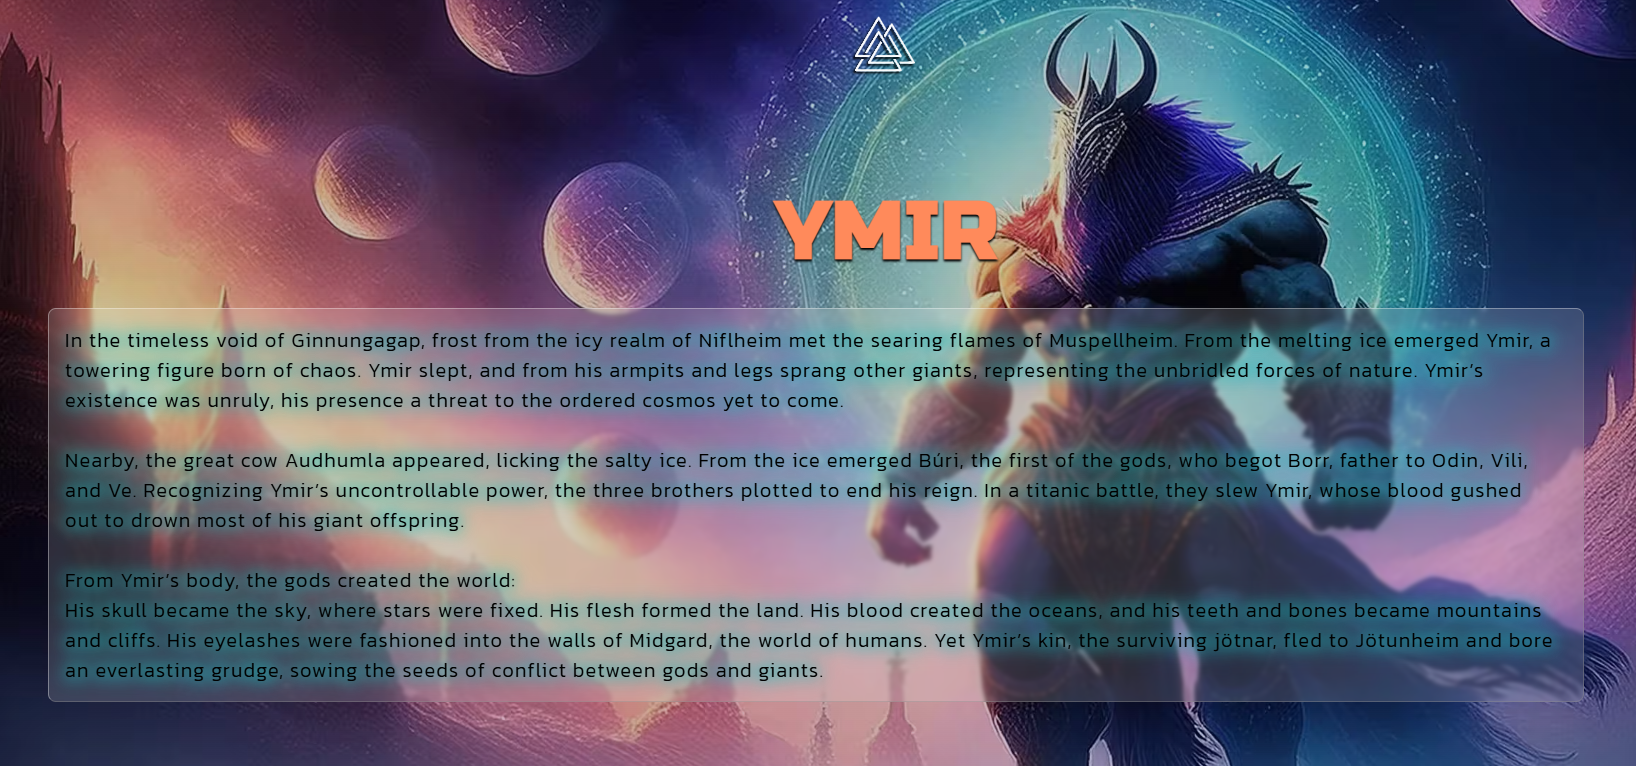 YMIR
In the timeless void of Ginnungagap, frost from the icy realm of Niflheim met the searing flames of Muspellheim. From the melting ice emerged Ymir, a
towering figure born of chaos. Ymir slept, and from his armpits and legs sprang other giants, representing the unbridled forces of nature. Ymir’s
existence was unruly, his presence a threat to the ordered cosmos yet to come.
Nearby, the great cow Audhumla appeared, licking the salty ice. From the ice emerged Búri, the first of the gods, who begot Borr, father to Odin, Vili,
and Ve. Recognizing Ymir’s uncontrollable power, the three brothers plotted to end his reign. In a titanic battle, they slew Ymir, whose blood gushed
out to drown most of his giant offspring.
From Ymir’s body, the gods created the world:
His skull became the sky, where stars were fixed. His flesh formed the land. His blood created the oceans, and his teeth and bones became mountains
and cliffs. His eyelashes were fashioned into the walls of Midgard, the world of humans. Yet Ymir’s kin, the surviving jötnar, fled to Jötunheim and bore
an everlasting grudge, sowing the seeds of conflict between gods and giants.